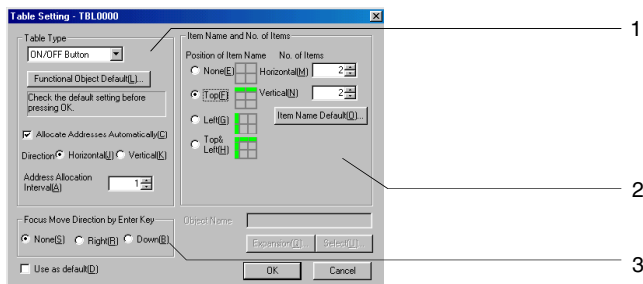 Table Setting - TBL0000
1
Table Type
ON/OFF Button
Functional Object Default(L)...
Check the default setting before
pressing OK.
Allocate Addresses Automatically(C)
Direction Horizontal(J) Vertical(K)
Address Allocation
Interval(A) 1
Item Name and No. of Items
Position of Item Name No. of Items
None(E) Horizontal(M) 2
Top(F) Vertical(N) 2
Left(G) Item Name Default(O)...
Top&
Left(H)
2
Focus Move Direction by Enter Key
None(S) Right(R) Down(B)
3
Object Name
Expansion(Q)... Select(U)...
Use as default(D)
OK Cancel